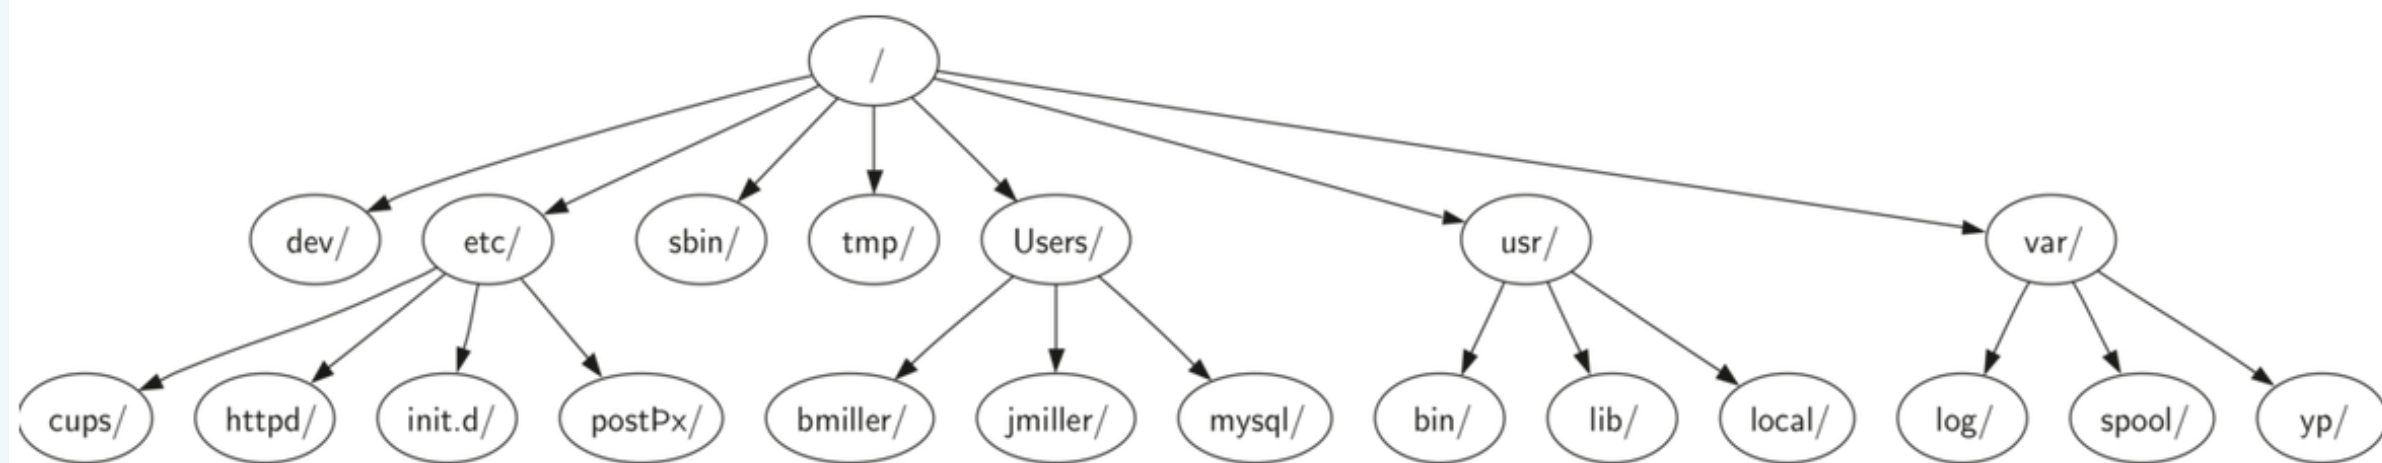 /
dev/ etc/ sbin/ tmp/ Users/ usr/ var/
cups/ httpd/ init.d/ postÞx/ bmiller/ jmiller/ mysql/ bin/ lib/ local/ log/ spool/ yp/